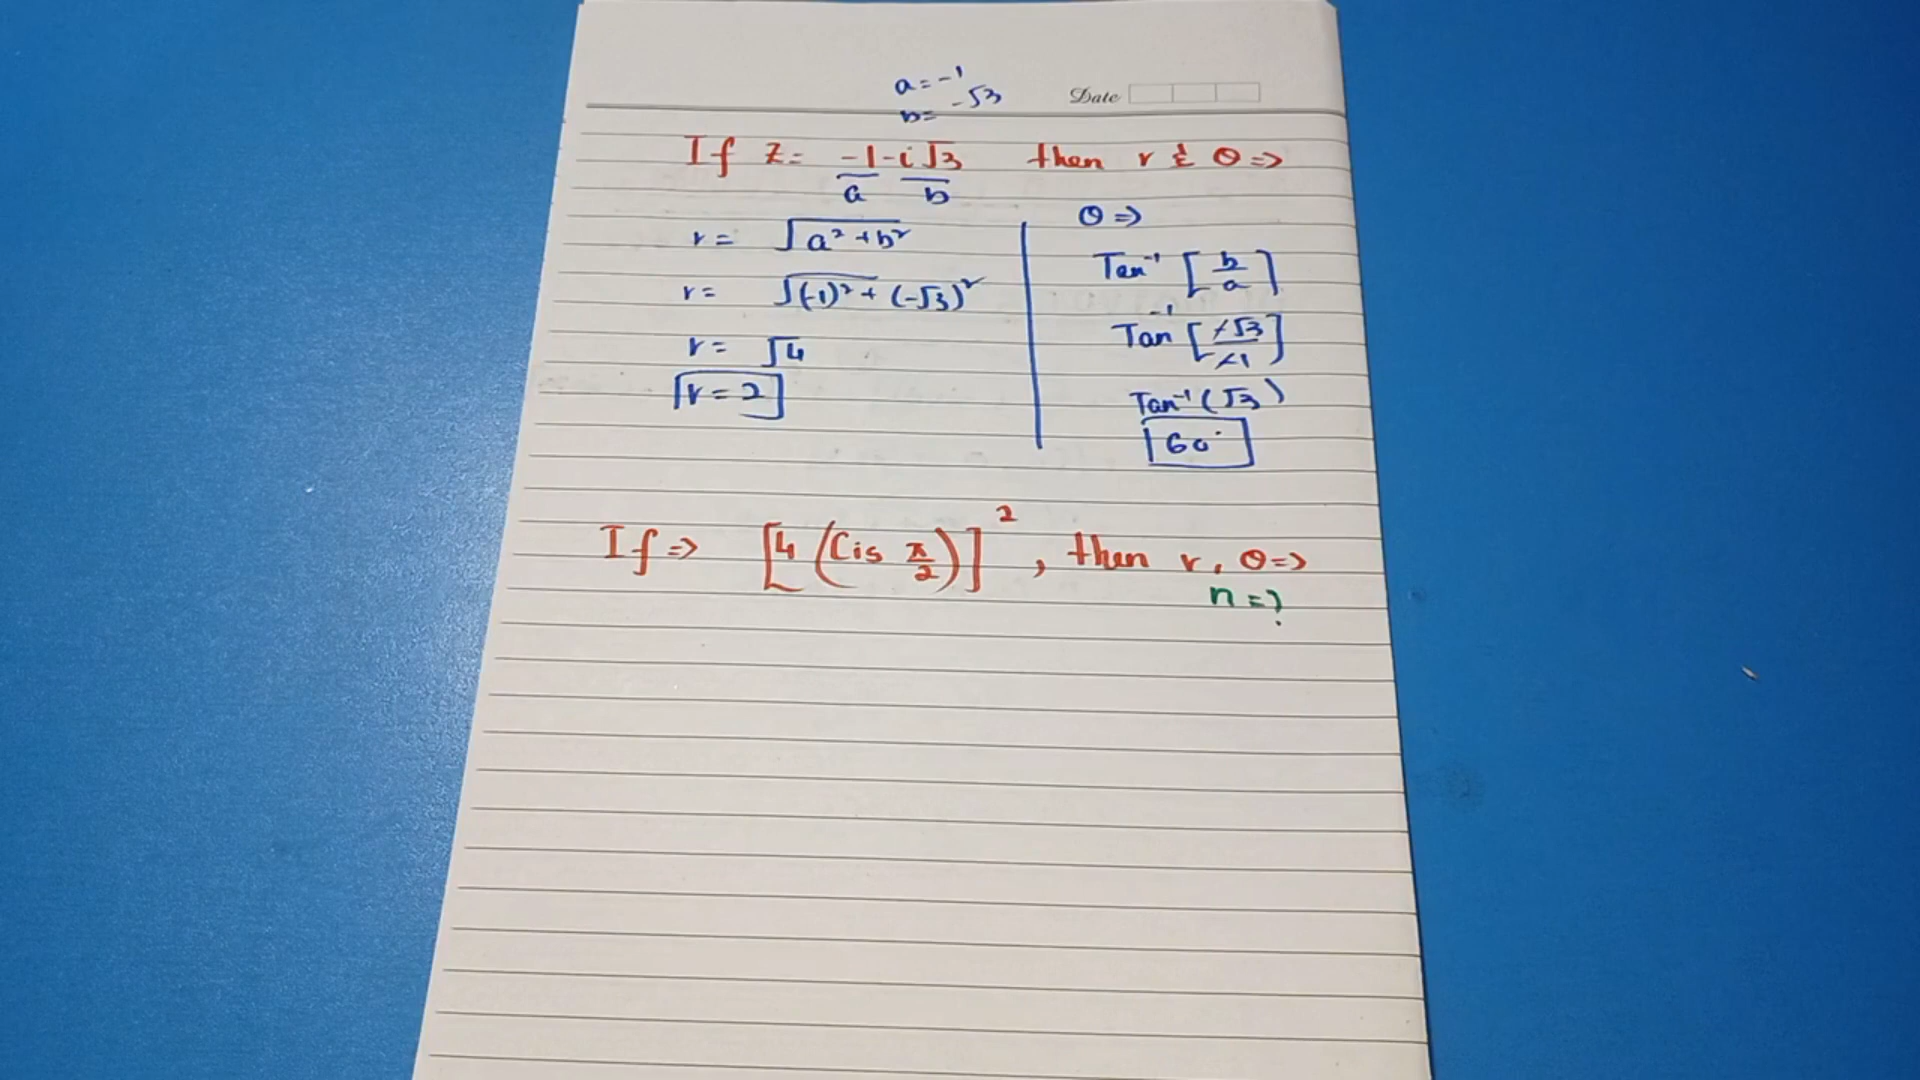 a = -1
Date
b = -√3
If z = -1-i√3 then r & θ =>
a b
r = √a² + b²
r = √(-1)² + (-√3)²
r = √4
r = 2
θ =>
Tan⁻¹ [b/a]
Tan⁻¹ [-√3/-1]
Tan⁻¹ (√3)
60°
If => [4 (Cis π/2)]², then r, θ =>
n = ?